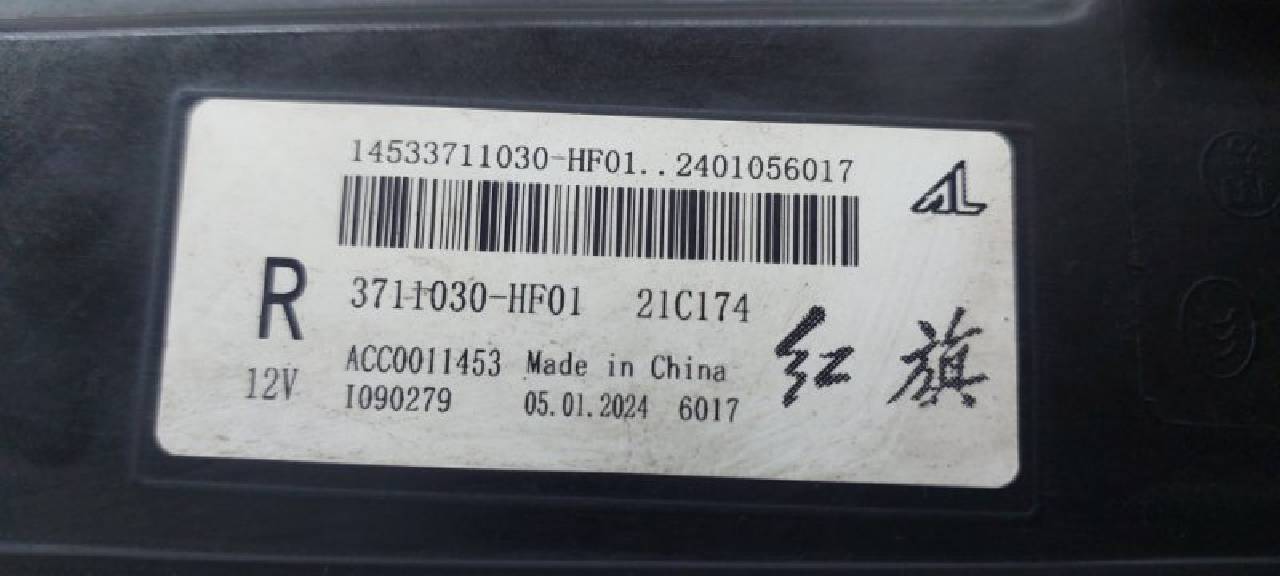 14533711030-HF01..2401056017
R
3711030-HF01 21C174
12V
ACC0011453 Made in China
I090279 05.01.2024 6017
红旗